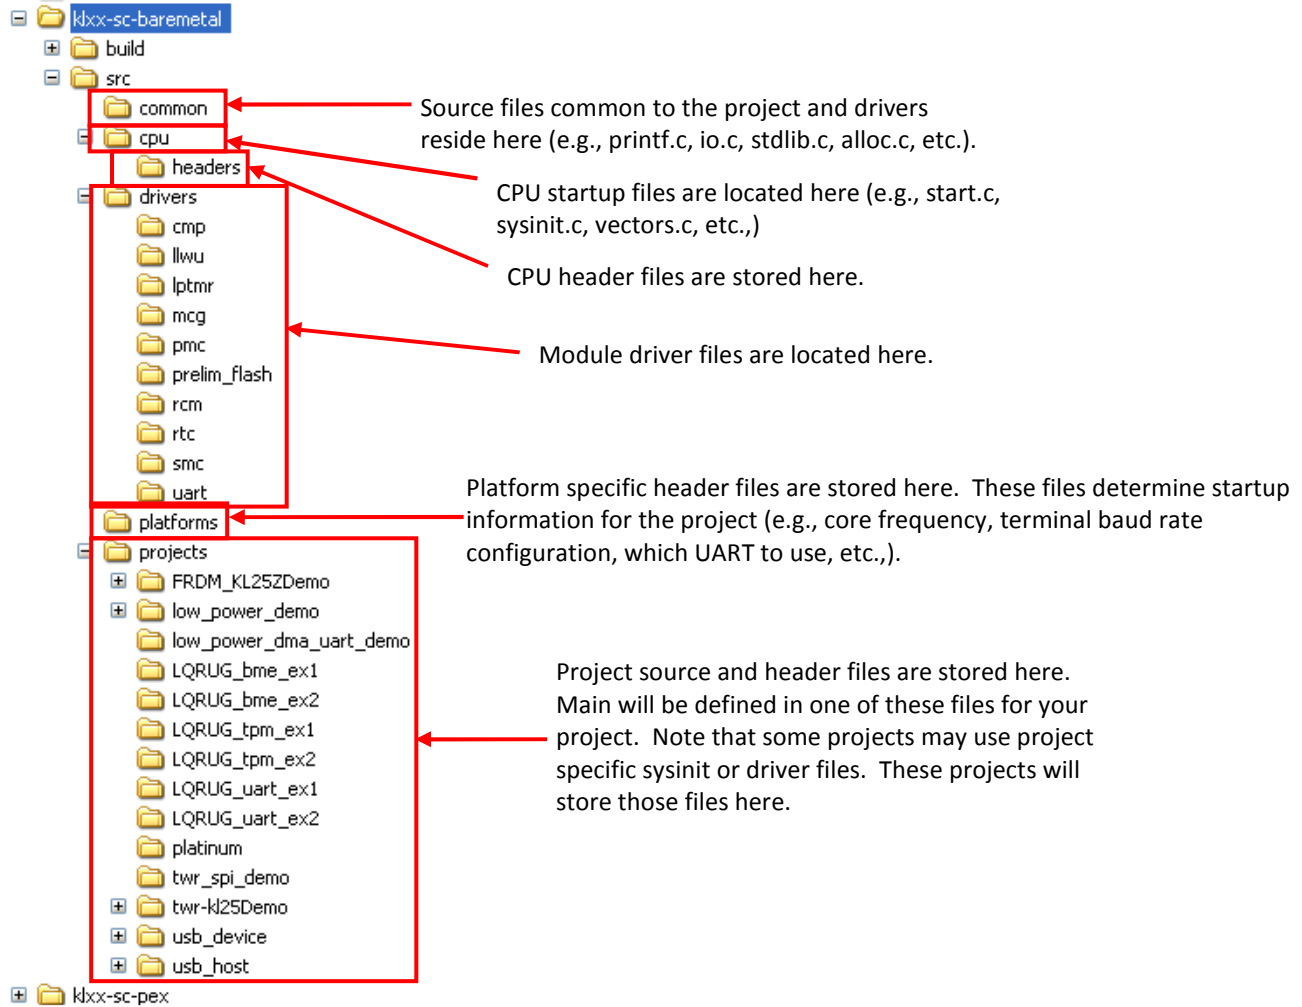 klxx-sc-baremetal
build
src
common
Source files common to the project and drivers
reside here (e.g., printf.c, io.c, stdlib.c, alloc.c, etc.).
cpu
headers
CPU startup files are located here (e.g., start.c,
sysinit.c, vectors.c, etc.,)
CPU header files are stored here.
drivers
cmp
llwu
lptmr
mcg
pmc
Module driver files are located here.
prelim_flash
rcm
rtc
smc
uart
platforms
Platform specific header files are stored here.  These files determine startup
information for the project (e.g., core frequency, terminal baud rate
configuration, which UART to use, etc.,).
projects
FRDM_KL25ZDemo
low_power_demo
low_power_dma_uart_demo
LQRUG_bme_ex1
LQRUG_bme_ex2
LQRUG_tpm_ex1
LQRUG_tpm_ex2
LQRUG_uart_ex1
LQRUG_uart_ex2
platinum
twr_spi_demo
twr-kl25Demo
usb_device
usb_host
Project source and header files are stored here.
Main will be defined in one of these files for your
project.  Note that some projects may use project
specific sysinit or driver files.  These projects will
store those files here.
klxx-sc-pex